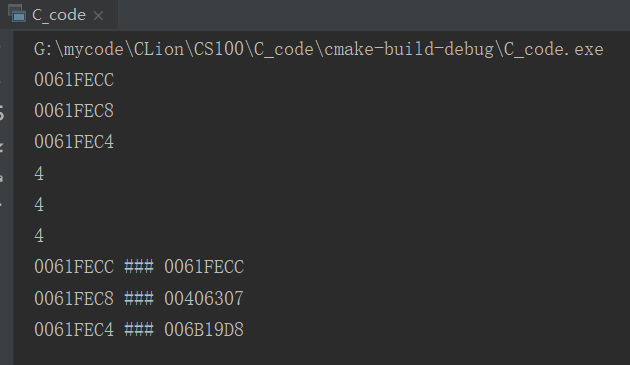 C_code
G:\mycode\CLion\CS100\C_code\cmake-build-debug\C_code.exe
0061FECC
0061FEC8
0061FEC4
4
4
4
0061FECC ### 0061FECC
0061FEC8 ### 00406307
0061FEC4 ### 006B19D8